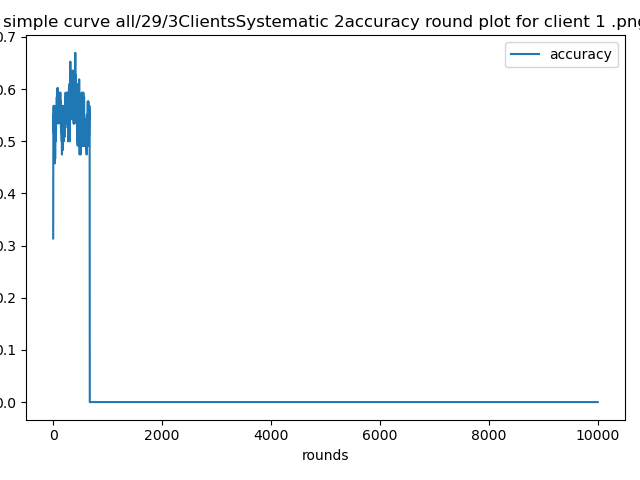 simple curve all/29/3ClientsSystematic 2accuracy round plot for client 1 .png
accuracy
0.7
0.6
0.5
0.4
0.3
0.2
0.1
0.0
0 2000 4000 6000 8000 10000
rounds